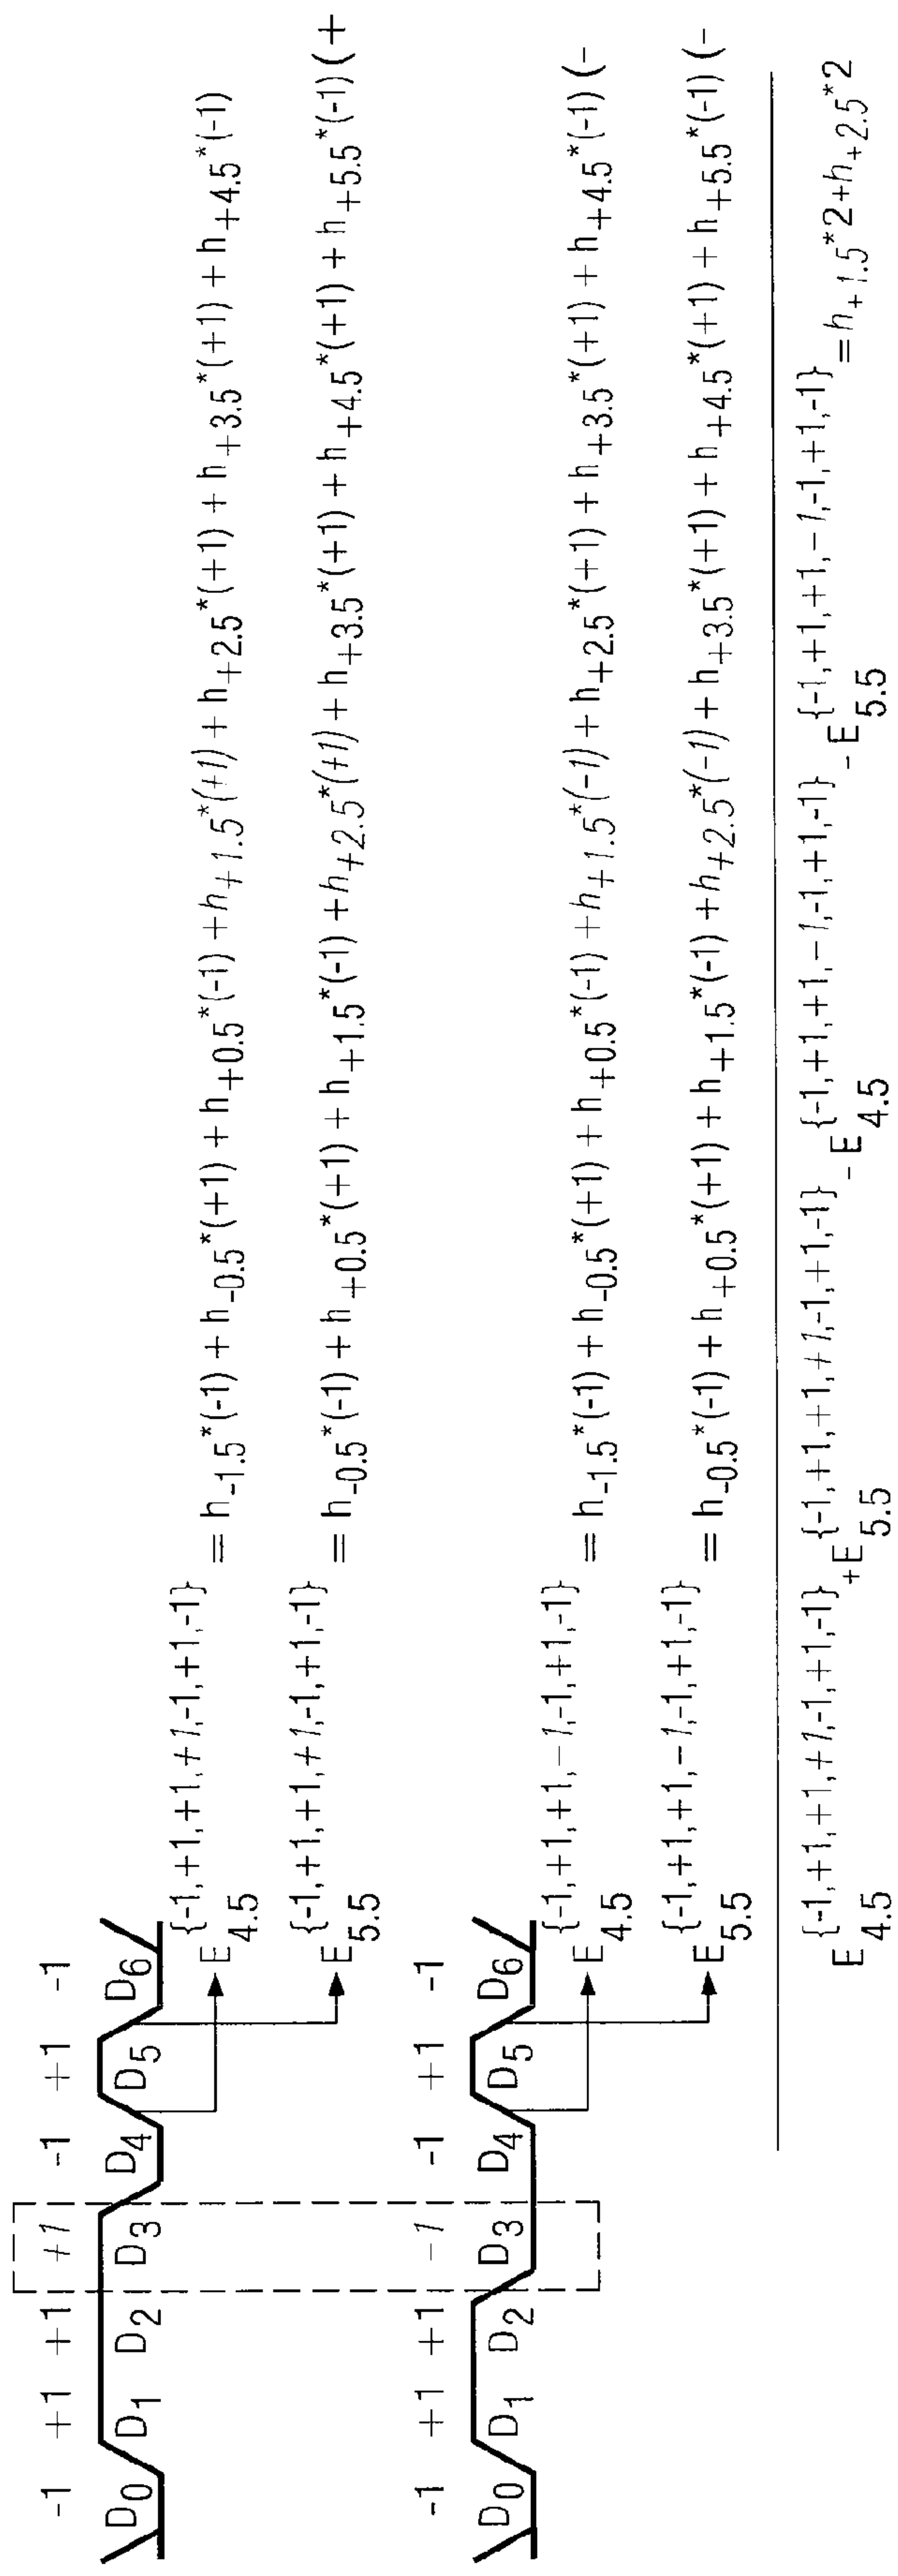 -1 +1 +1 +1 -1 +1 -1
D0 D1 D2 D3 D4 D5 D6
E4.5{-1,+1,+1,+1,-1,+1,-1} = h-1.5*(-1) + h-0.5*(+1) + h+0.5*(-1) + h+1.5*(+1) + h+2.5*(+1) + h+3.5*(+1) + h+4.5*(-1)
E5.5{-1,+1,+1,+1,-1,+1,-1} = h-0.5*(-1) + h+0.5*(+1) + h+1.5*(-1) + h+2.5*(+1) + h+3.5*(+1) + h+4.5*(+1) + h+5.5*(-1) (+
-1 +1 +1 -1 -1 +1 -1
D0 D1 D2 D3 D4 D5 D6
E4.5{-1,+1,+1,-1,-1,+1,-1} = h-1.5*(-1) + h-0.5*(+1) + h+0.5*(-1) + h+1.5*(-1) + h+2.5*(+1) + h+3.5*(+1) + h+4.5*(-1) (-
E5.5{-1,+1,+1,-1,-1,+1,-1} = h-0.5*(-1) + h+0.5*(+1) + h+1.5*(-1) + h+2.5*(-1) + h+3.5*(+1) + h+4.5*(+1) + h+5.5*(-1) (-
E4.5{-1,+1,+1,+1,-1,+1,-1} + E5.5{-1,+1,+1,+1,-1,+1,-1} - E4.5{-1,+1,+1,-1,-1,+1,-1} - E5.5{-1,+1,+1,-1,-1,+1,-1} = h+1.5*2+h+2.5*2